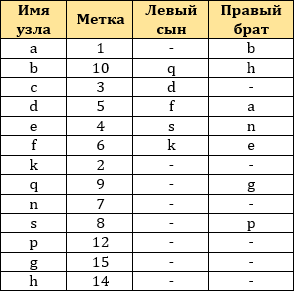 Имя узла Метка Левый сын Правый брат
a 1 - b
b 10 q h
c 3 d -
d 5 f a
e 4 s n
f 6 k e
k 2 - -
q 9 - g
n 7 - -
s 8 - p
p 12 - -
g 15 - -
h 14 - -